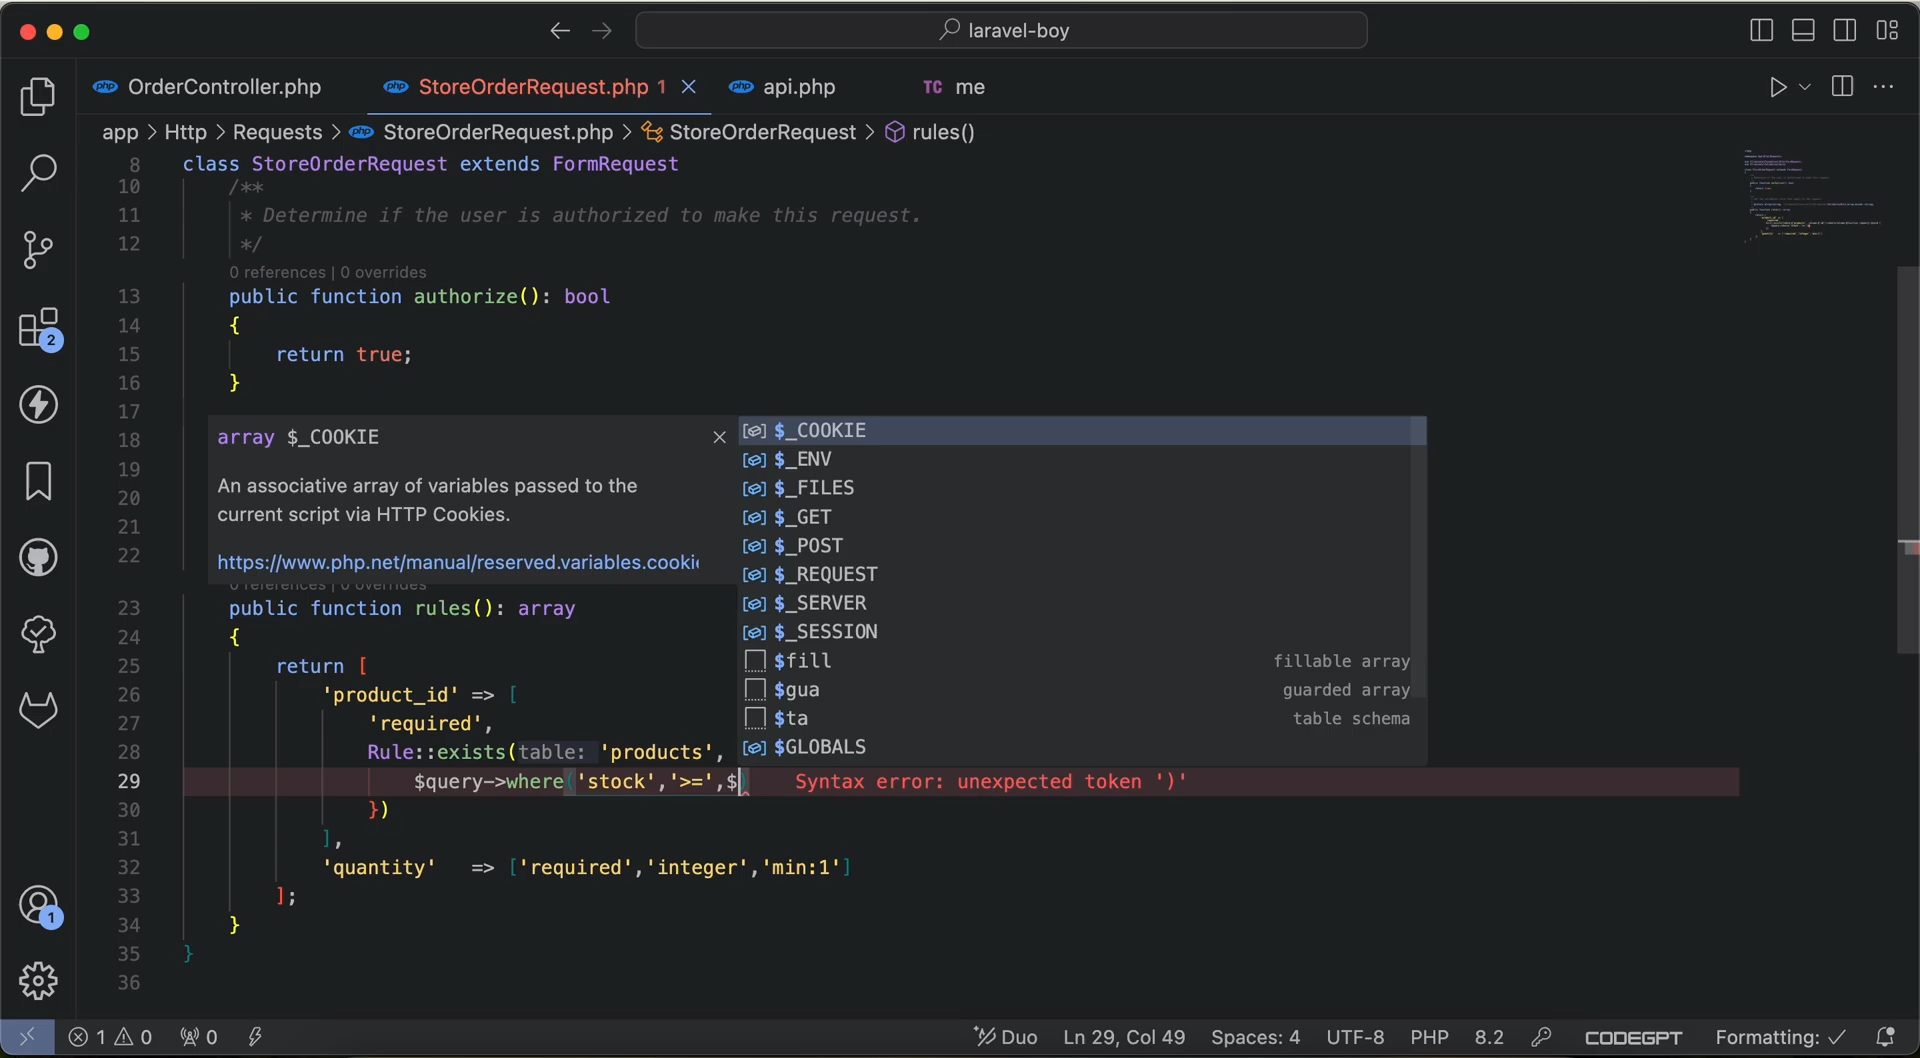 laravel-boy
OrderController.php StoreOrderRequest.php 1 api.php TC me
app > Http > Requests > StoreOrderRequest.php > StoreOrderRequest > rules()
8 class StoreOrderRequest extends FormRequest
10 /**
11 * Determine if the user is authorized to make this request.
12 */
0 references | 0 overrides
13 public function authorize(): bool
14 {
15 return true;
16 }
17
18
19
20
21
22
array $_COOKIE
An associative array of variables passed to the
current script via HTTP Cookies.
https://www.php.net/manual/reserved.variables.cooki
$_COOKIE
$_ENV
$_FILES
$_GET
$_POST
$_REQUEST
$_SERVER
$_SESSION
$fill fillable array
$gua guarded array
$ta table schema
$GLOBALS
0 references | 0 overrides
23 public function rules(): array
24 {
25 return [
26 'product_id' => [
27 'required',
28 Rule::exists(table: 'products',
29 $query->where('stock','>=',$) Syntax error: unexpected token ')'
30 })
31 ],
32 'quantity' => ['required','integer','min:1']
33 ];
34 }
35 }
36
2
1
1 0 0 Duo Ln 29, Col 49 Spaces: 4 UTF-8 PHP 8.2 CODEGPT Formatting: ✓